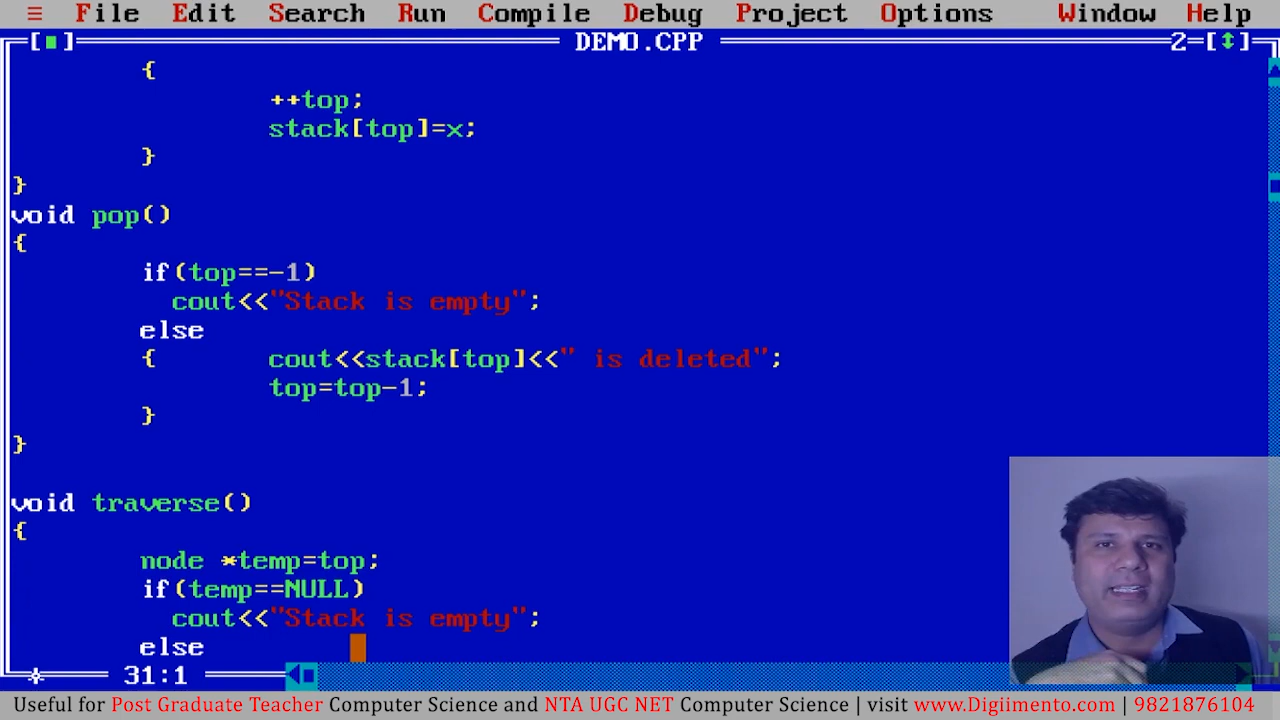 ≡ File Edit Search Run Compile Debug Project Options Window Help
[■] DEMO.CPP 2=[↕]
{
++top;
stack[top]=x;
}
}
void pop()
{
if(top==-1)
cout<<"Stack is empty";
else
{ cout<<stack[top]<<" is deleted";
top=top-1;
}
}
void traverse()
{
node *temp=top;
if(temp==NULL)
cout<<"Stack is empty";
else
31:1
Useful for Post Graduate Teacher Computer Science and NTA UGC NET Computer Science | visit www.Digiimento.com | 9821876104